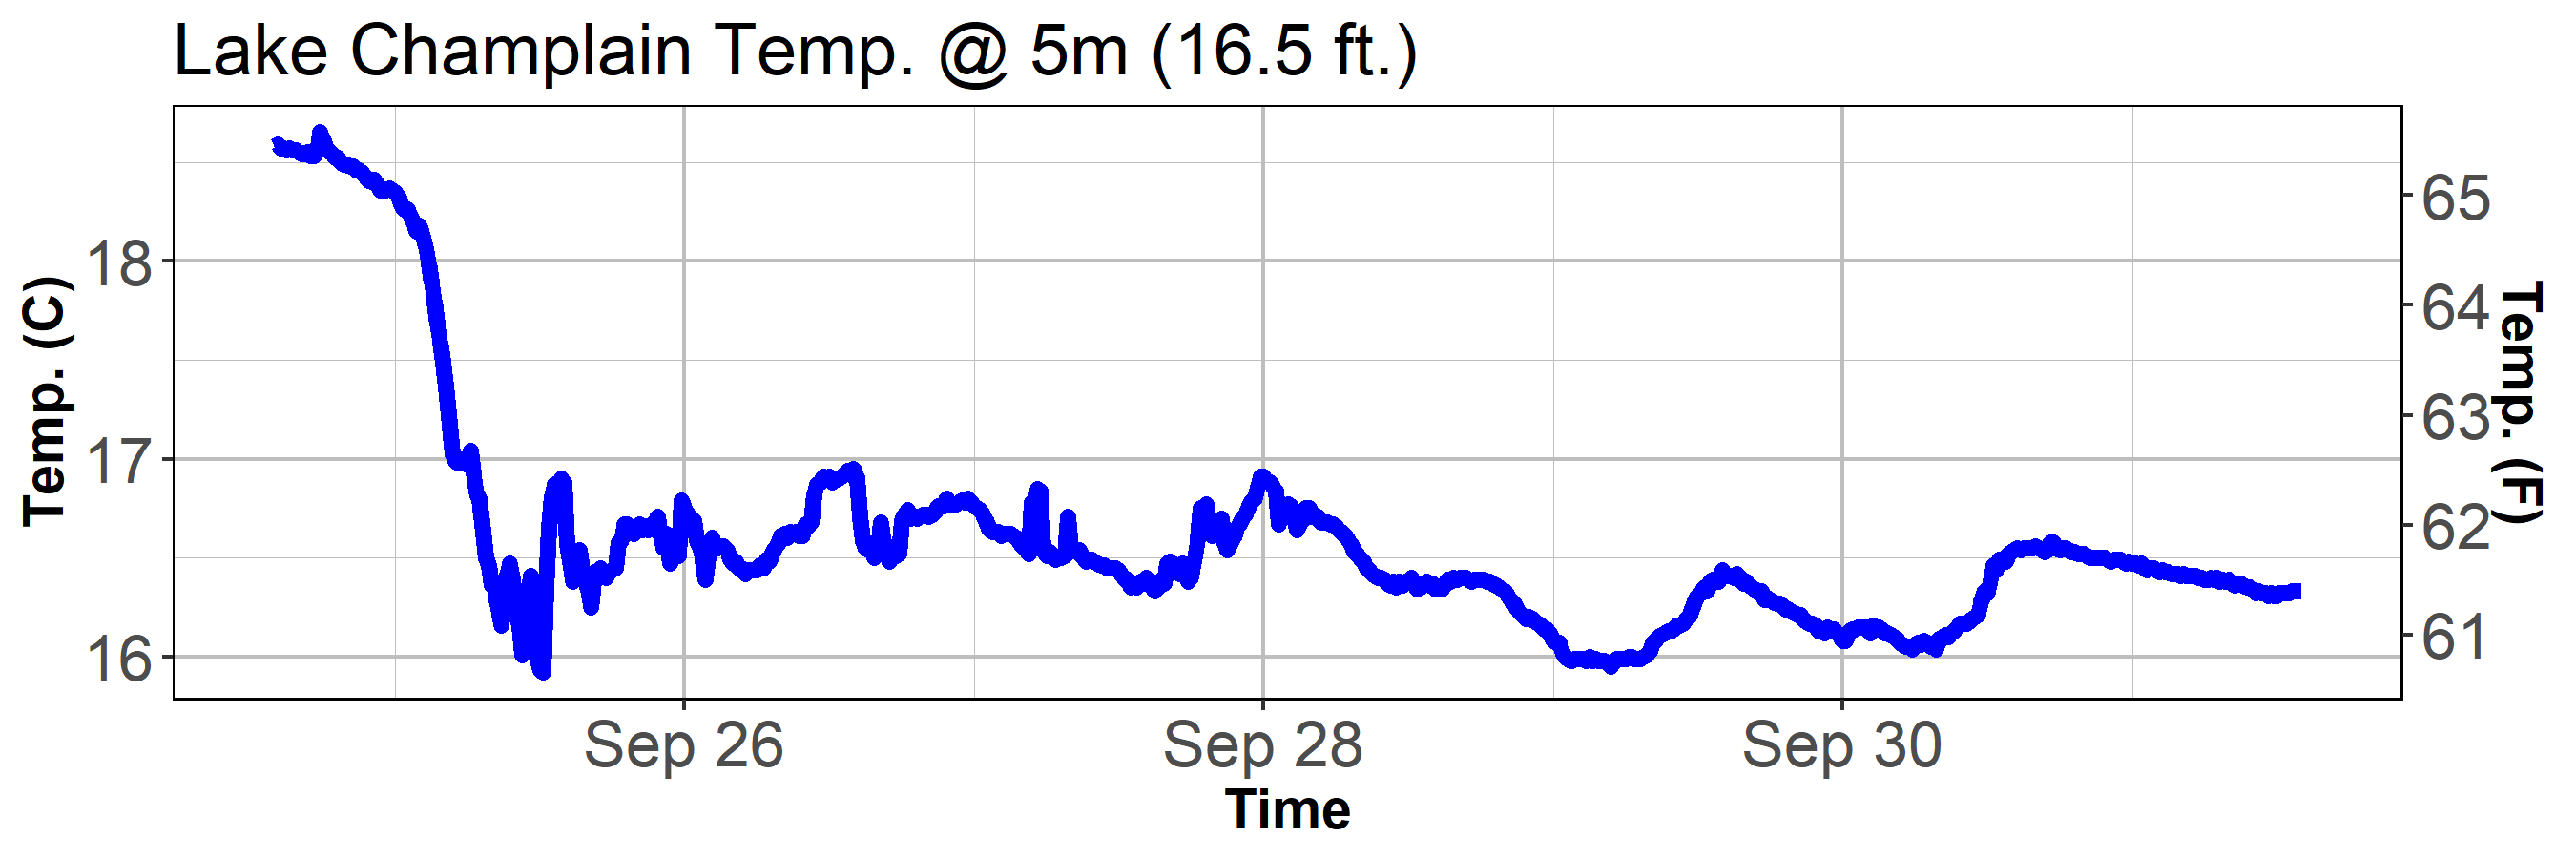 Lake Champlain Temp. @ 5m (16.5 ft.)
Temp. (C)
18
17
16
65
64
63
62
61
Temp. (F)
Sep 26
Sep 28
Sep 30
Time